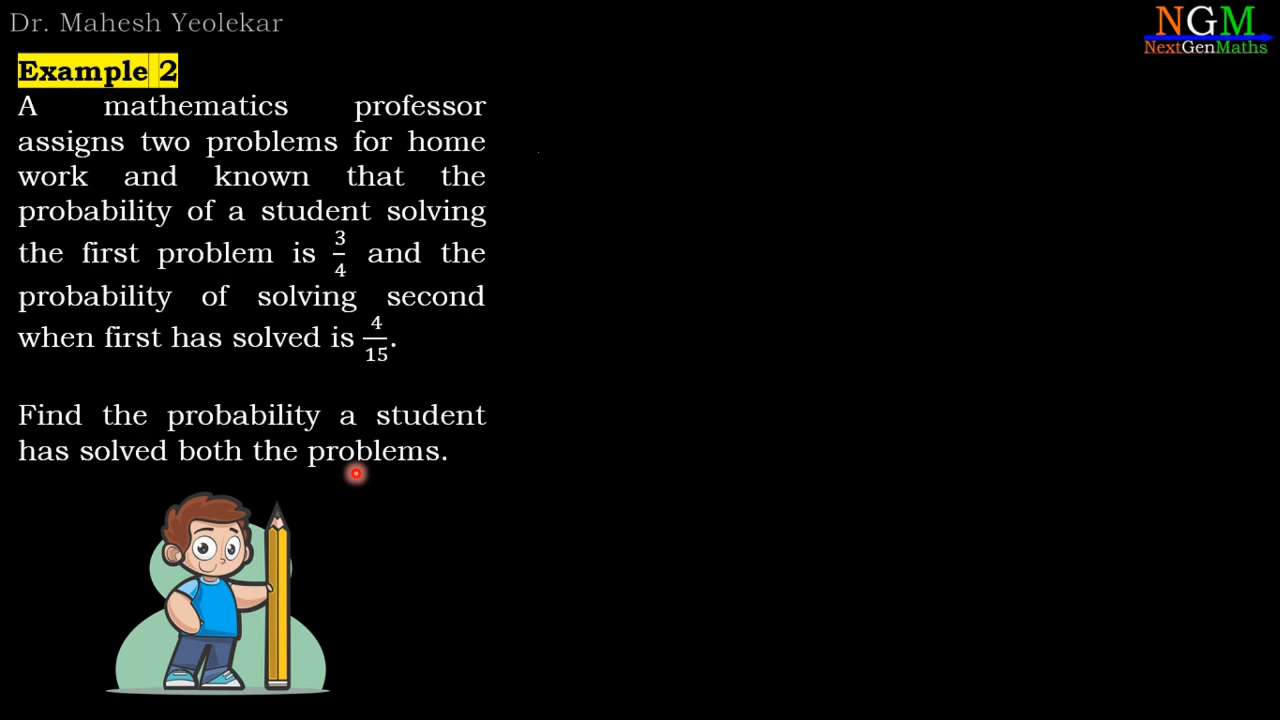 Dr. Mahesh Yeolekar
NGM
NextGenMaths
Example 2
A mathematics professor
assigns two problems for home
work and known that the
probability of a student solving
the first problem is 3/4 and the
probability of solving second
when first has solved is 4/15.
Find the probability a student
has solved both the problems.